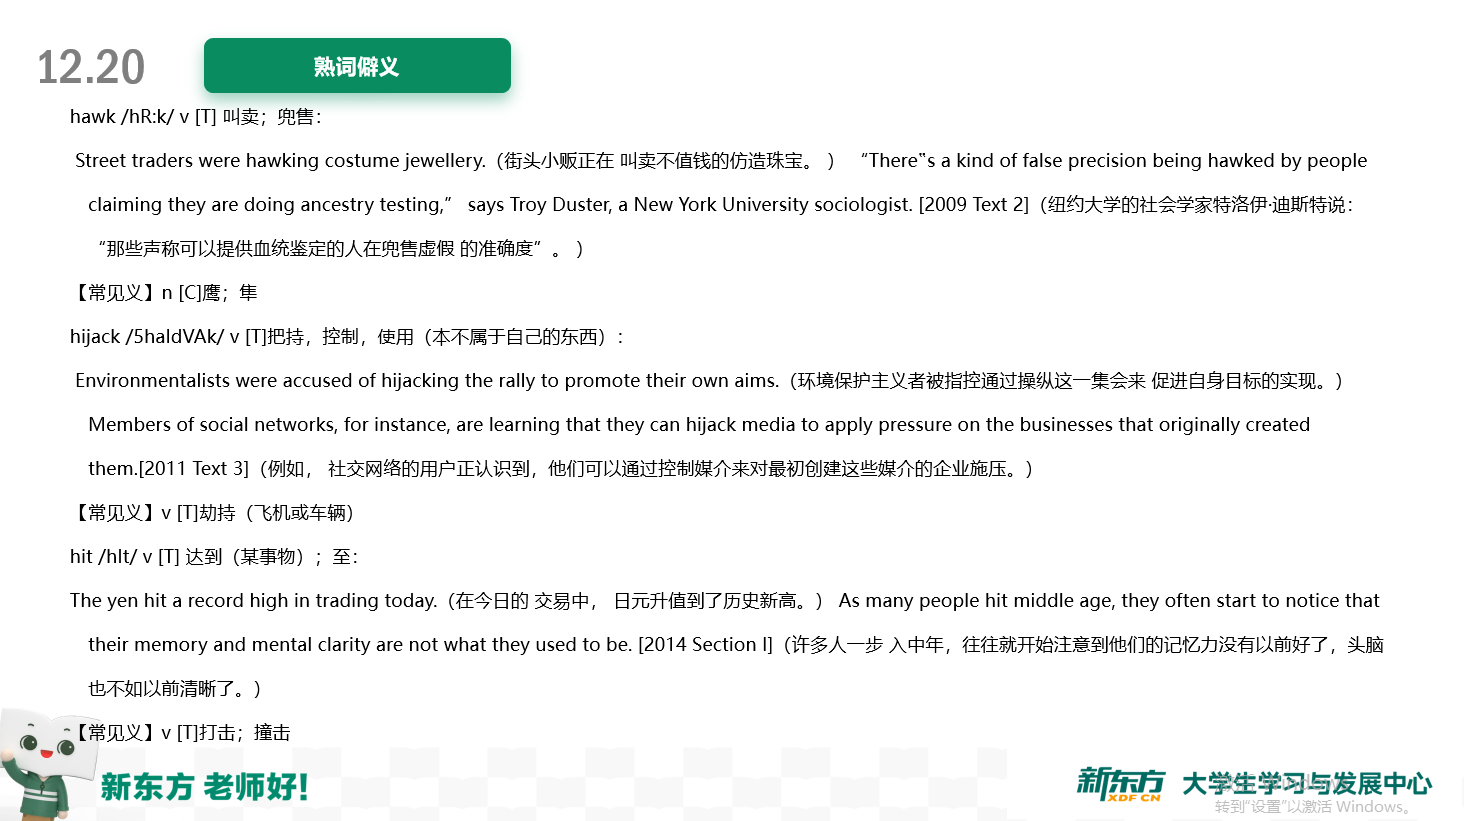 12.20
熟词僻义
hawk /hR:k/ v [T] 叫卖；兜售：
Street traders were hawking costume jewellery.（街头小贩正在 叫卖不值钱的仿造珠宝。 ） “There‟s a kind of false precision being hawked by people
claiming they are doing ancestry testing,” says Troy Duster, a New York University sociologist. [2009 Text 2]（纽约大学的社会学家特洛伊·迪斯特说：
“那些声称可以提供血统鉴定的人在兜售虚假 的准确度”。 ）
【常见义】n [C]鹰；隼
hijack /5haIdVAk/ v [T]把持，控制，使用（本不属于自己的东西）：
Environmentalists were accused of hijacking the rally to promote their own aims.（环境保护主义者被指控通过操纵这一集会来 促进自身目标的实现。）
Members of social networks, for instance, are learning that they can hijack media to apply pressure on the businesses that originally created
them.[2011 Text 3]（例如， 社交网络的用户正认识到，他们可以通过控制媒介来对最初创建这些媒介的企业施压。）
【常见义】v [T]劫持（飞机或车辆）
hit /hIt/ v [T] 达到（某事物）；至：
The yen hit a record high in trading today.（在今日的 交易中， 日元升值到了历史新高。） As many people hit middle age, they often start to notice that
their memory and mental clarity are not what they used to be. [2014 Section I]（许多人一步 入中年，往往就开始注意到他们的记忆力没有以前好了，头脑
也不如以前清晰了。）
【常见义】v [T]打击；撞击
新东方 老师好！
新东方 XDF.CN 大学生学习与发展中心
激活 Windows
转到“设置”以激活 Windows。